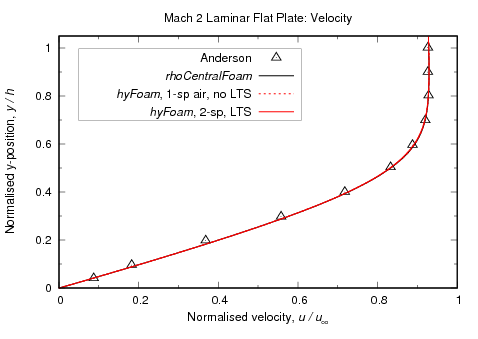 Mach 2 Laminar Flat Plate: Velocity
Anderson
rhoCentralFoam
hyFoam, 1-sp air, no LTS
hyFoam, 2-sp, LTS
Normalised y-position, y / h
1
0.8
0.6
0.4
0.2
0
0 0.2 0.4 0.6 0.8 1
Normalised velocity, u / u∞